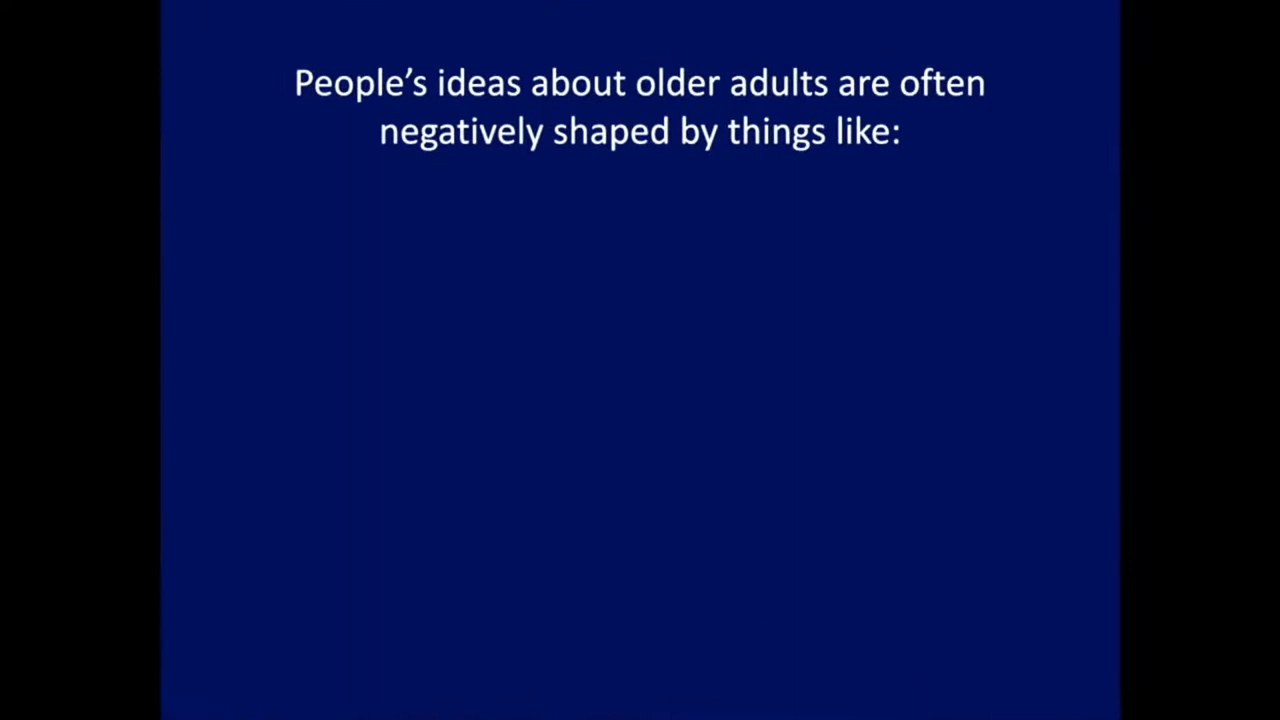 People’s ideas about older adults are often
negatively shaped by things like: